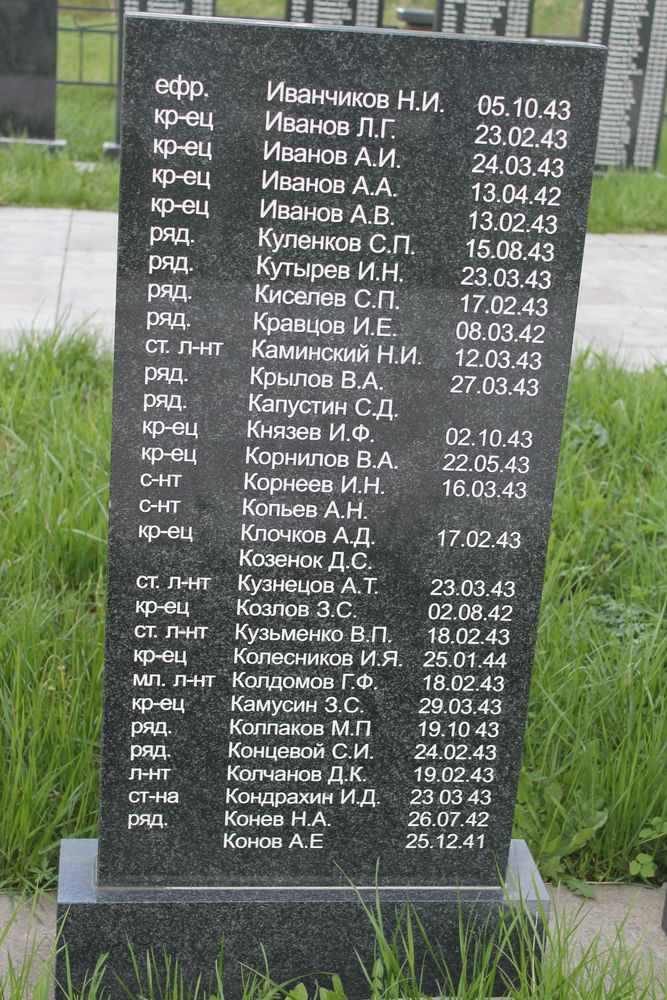 ефр. Иванчиков Н.И. 05.10.43
кр-ец Иванов Л.Г. 23.02.43
кр-ец Иванов А.И. 24.03.43
кр-ец Иванов А.А. 13.04.42
кр-ец Иванов А.В. 13.02.43
ряд. Куленков С.П. 15.08.43
ряд. Кутырев И.Н. 23.03.43
ряд. Киселев С.П. 17.02.43
ряд. Кравцов И.Е. 08.03.42
ст. л-нт Каминский Н.И. 12.03.43
ряд. Крылов В.А. 27.03.43
ряд. Капустин С.Д.
кр-ец Князев И.Ф. 02.10.43
кр-ец Корнилов В.А. 22.05.43
с-нт Корнеев И.Н. 16.03.43
с-нт Копьев А.Н.
кр-ец Клочков А.Д. 17.02.43
Козенок Д.С.
ст. л-нт Кузнецов А.Т. 23.03.43
кр-ец Козлов З.С. 02.08.42
ст. л-нт Кузьменко В.П. 18.02.43
кр-ец Колесников И.Я. 25.01.44
мл. л-нт Колдомов Г.Ф. 18.02.43
кр-ец Камусин З.С. 29.03.43
ряд. Колпаков М.П 19.10 43
ряд. Концевой С.И. 24.02.43
л-нт Колчанов Д.К. 19.02.43
ст-на Кондрахин И.Д. 23 03 43
ряд. Конев Н.А. 26.07.42
Конов А.Е 25.12.41